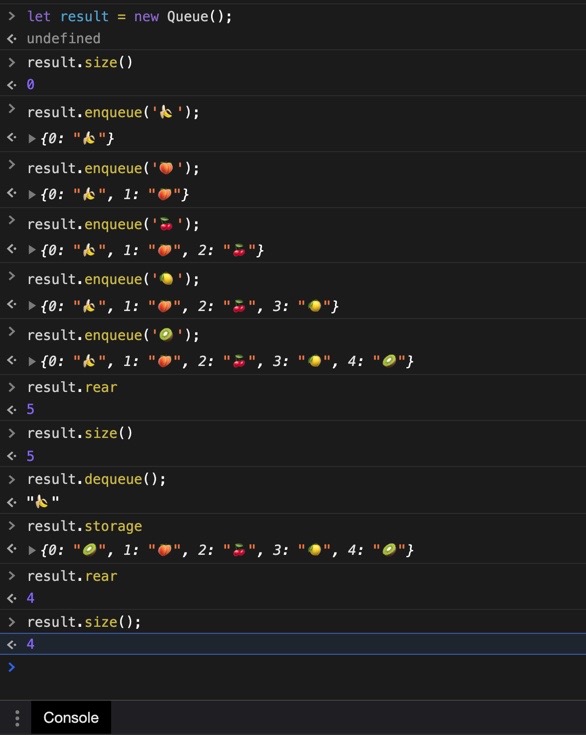 > let result = new Queue();
<· undefined
> result.size()
<· 0
> result.enqueue('🍌');
<· ▶{0: "🍌"}
> result.enqueue('🍑');
<· ▶{0: "🍌", 1: "🍑"}
> result.enqueue('🍒');
<· ▶{0: "🍌", 1: "🍑", 2: "🍒"}
> result.enqueue('🍋');
<· ▶{0: "🍌", 1: "🍑", 2: "🍒", 3: "🍋"}
> result.enqueue('🥝');
<· ▶{0: "🍌", 1: "🍑", 2: "🍒", 3: "🍋", 4: "🥝"}
> result.rear
<· 5
> result.size()
<· 5
> result.dequeue();
<· "🍌"
> result.storage
<· ▶{0: "🥝", 1: "🍑", 2: "🍒", 3: "🍋", 4: "🥝"}
> result.rear
<· 4
> result.size();
<· 4
>
Console